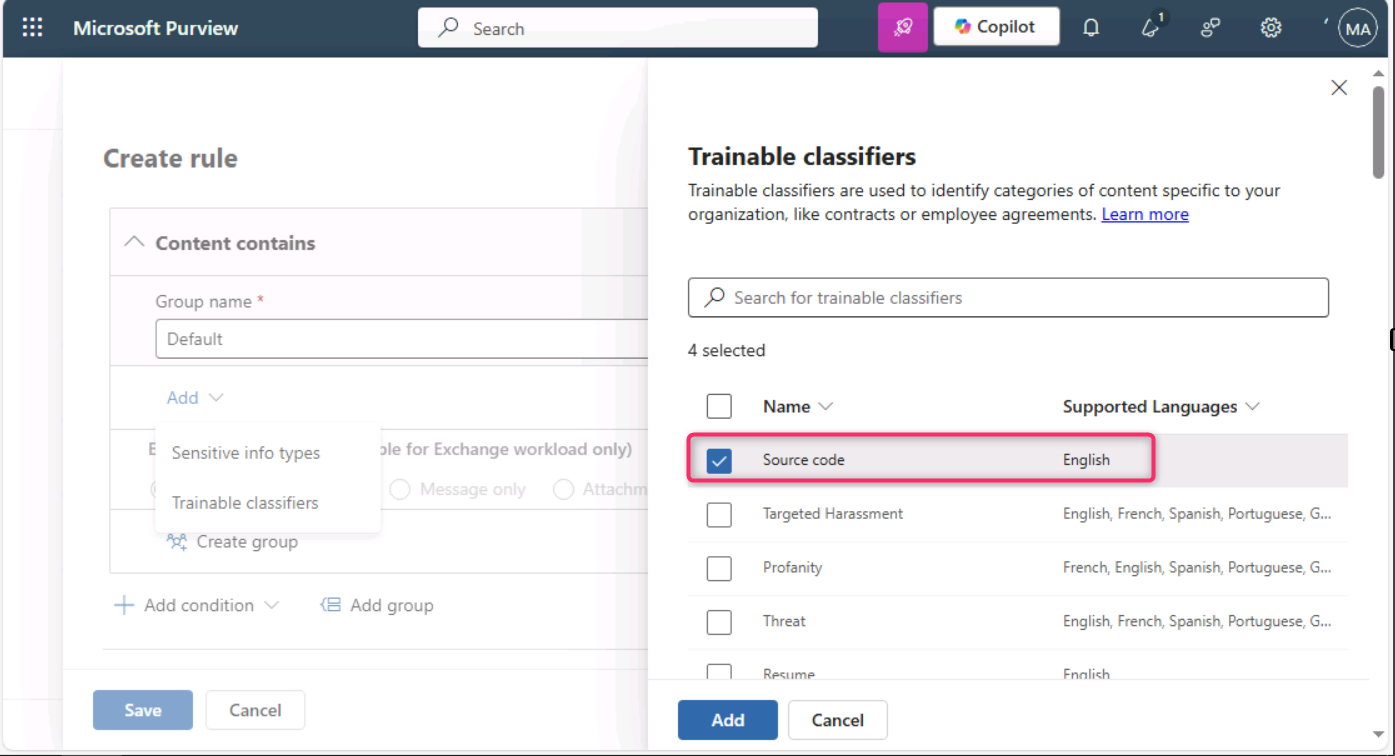 Microsoft Purview
Search
Copilot
1
MA
Create rule
Content contains
Group name *
Default
Add
Sensitive info types
Trainable classifiers
E
ble for Exchange workload only)
Message only
Attachm
Create group
Add condition
Add group
Save
Cancel
Trainable classifiers
Trainable classifiers are used to identify categories of content specific to your
organization, like contracts or employee agreements. Learn more
Search for trainable classifiers
4 selected
Name Supported Languages
Source code English
Targeted Harassment English, French, Spanish, Portuguese, G...
Profanity French, English, Spanish, Portuguese, G...
Threat English, French, Spanish, Portuguese, G...
Resume English
Add
Cancel